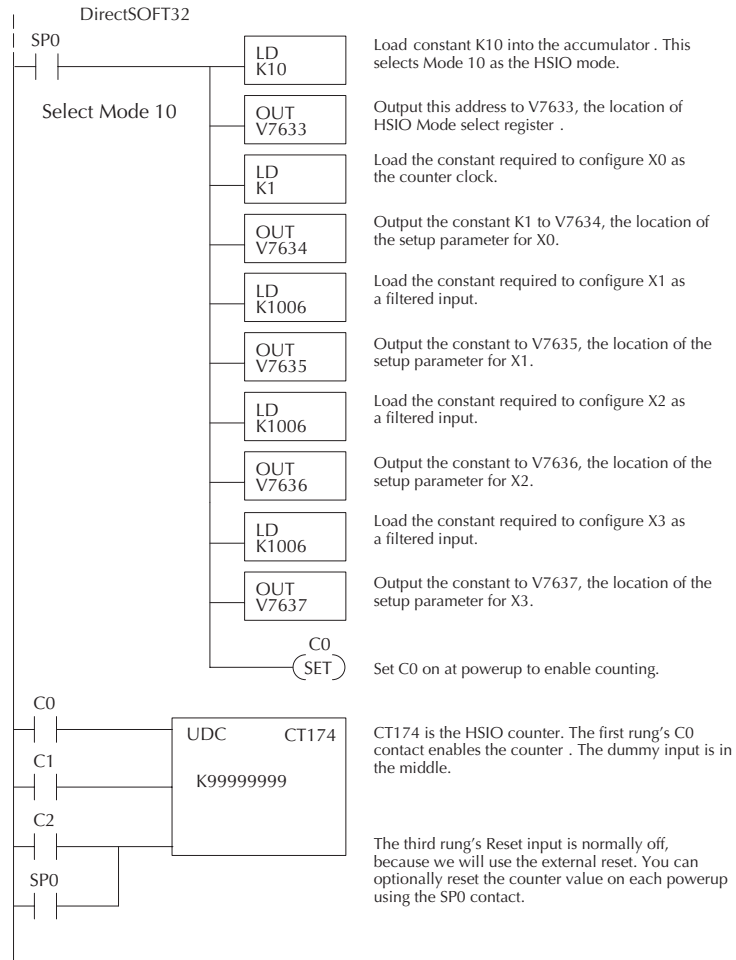 DirectSOFT32
SP0
LD
K10
Load constant K10 into the accumulator . This
selects Mode 10 as the HSIO mode.
Select Mode 10
OUT
V7633
Output this address to V7633, the location of
HSIO Mode select register .
LD
K1
Load the constant required to configure X0 as
the counter clock.
OUT
V7634
Output the constant K1 to V7634, the location of
the setup parameter for X0.
LD
K1006
Load the constant required to configure X1 as
a filtered input.
OUT
V7635
Output the constant to V7635, the location of the
setup parameter for X1.
LD
K1006
Load the constant required to configure X2 as
a filtered input.
OUT
V7636
Output the constant to V7636, the location of the
setup parameter for X2.
LD
K1006
Load the constant required to configure X3 as
a filtered input.
OUT
V7637
Output the constant to V7637, the location of the
setup parameter for X3.
C0
SET
Set C0 on at powerup to enable counting.
C0
UDC CT174
K99999999
CT174 is the HSIO counter. The first rung's C0
contact enables the counter . The dummy input is in
the middle.
C1
C2
SP0
The third rung's Reset input is normally off,
because we will use the external reset. You can
optionally reset the counter value on each powerup
using the SP0 contact.